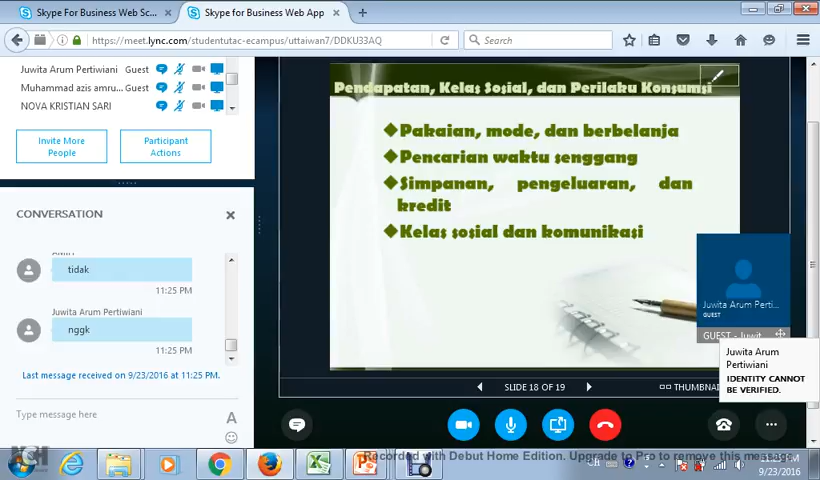 Skype For Business Web Sc...
Skype for Business Web App
https://meet.lync.com/studentutac-ecampus/uttaiwan7/DDKU33AQ
Search
Juwita Arum Pertiwiani Guest
Muhammad azis amru... Guest
NOVA KRISTIAN SARI
Invite More People
Participant Actions
CONVERSATION
tidak
11:25 PM
Juwita Arum Pertiwiani
nggk
11:25 PM
Last message received on 9/23/2016 at 11:25 PM.
Type message here
A
Pendapatan, Kelas Sosial, dan Perilaku Konsumsi
Pakaian, mode, dan berbelanja
Pencarian waktu senggang
Simpanan, pengeluaran, dan
kredit
Kelas sosial dan komunikasi
Juwita Arum Perti...
GUEST
GUEST - Juwit
Juwita Arum
Pertiwiani
IDENTITY CANNOT
BE VERIFIED.
SLIDE 18 OF 19
THUMBNA
Recorded with Debut Home Edition. Upgrade to Pro to remove this message.
CH
9/23/2016